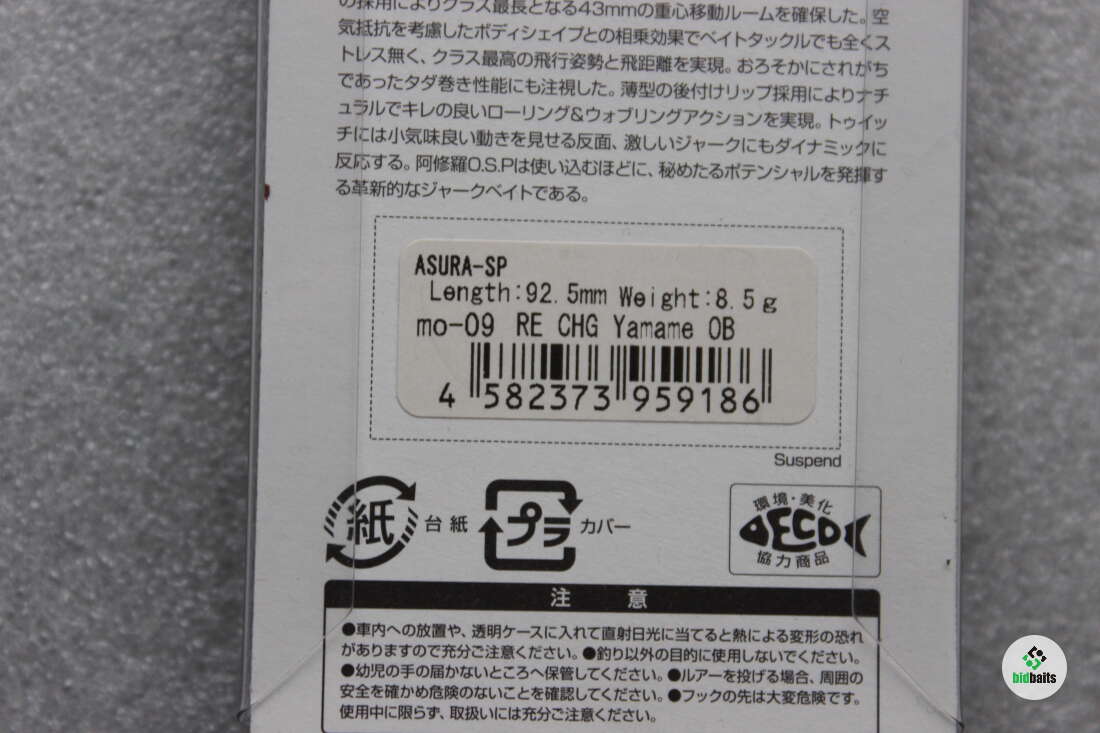 の採用によりクラス最長となる43mmの重心移動ルームを確保した。空
気抵抗を考慮したボディシェイプとの相乗効果でベイトタックルでも全くス
トレス無く、クラス最高の飛行姿勢と飛距離を実現。おろそかにされがち
であったタダ巻き性能にも注視した。薄型の後付けリップ採用によりナチ
ュラルでキレの良いローリング&ウォブリングアクションを実現。トゥイッ
チには小気味良い動きを見せる反面、激しいジャークにもダイナミックに
反応する。阿修羅O.S.Pは使い込むほどに、秘めたるポテンシャルを発揮す
る革新的なジャークベイトである。
ASURA-SP
Length:92.5mm Weight:8.5g
mo-09 RE CHG Yamame OB
4 582373 959186
Suspend
紙 台紙 プラ カバー
環境・美化
ECO
協力商品
注意
●車内への放置や、透明ケースに入れて直射日光に当てると熱による変形の恐れ
がありますので充分ご注意ください。●釣り以外の目的に使用しないでください。
●幼児の手の届かないところへ保管してください。●ルアーを投げる場合、周囲の
安全を確かめ危険のないことを確認してください。●フックの先は大変危険です。
使用中に限らず、取扱いには充分ご注意ください。
bidbaits